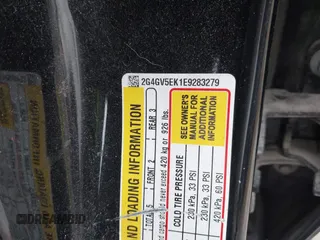 2G4GV5EK1E9283279
TIRE AND LOADING INFORMATION
TOTAL 5 | FRONT 2 | REAR 3
should never exceed 420 kg or 926 lbs.
COLD TIRE PRESSURE
230 kPa, 33 PSI
230 kPa, 33 PSI
420 kPa, 60 PSI
SEE OWNER'S
MANUAL FOR
ADDITIONAL
INFORMATION